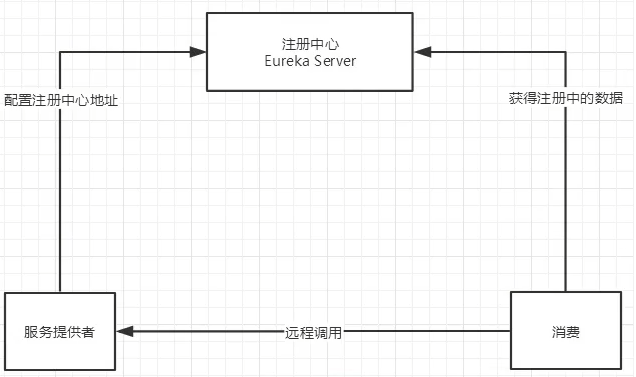 注册中心
Eureka Server
配置注册中心地址
获得注册中的数据
服务提供者
远程调用
消费